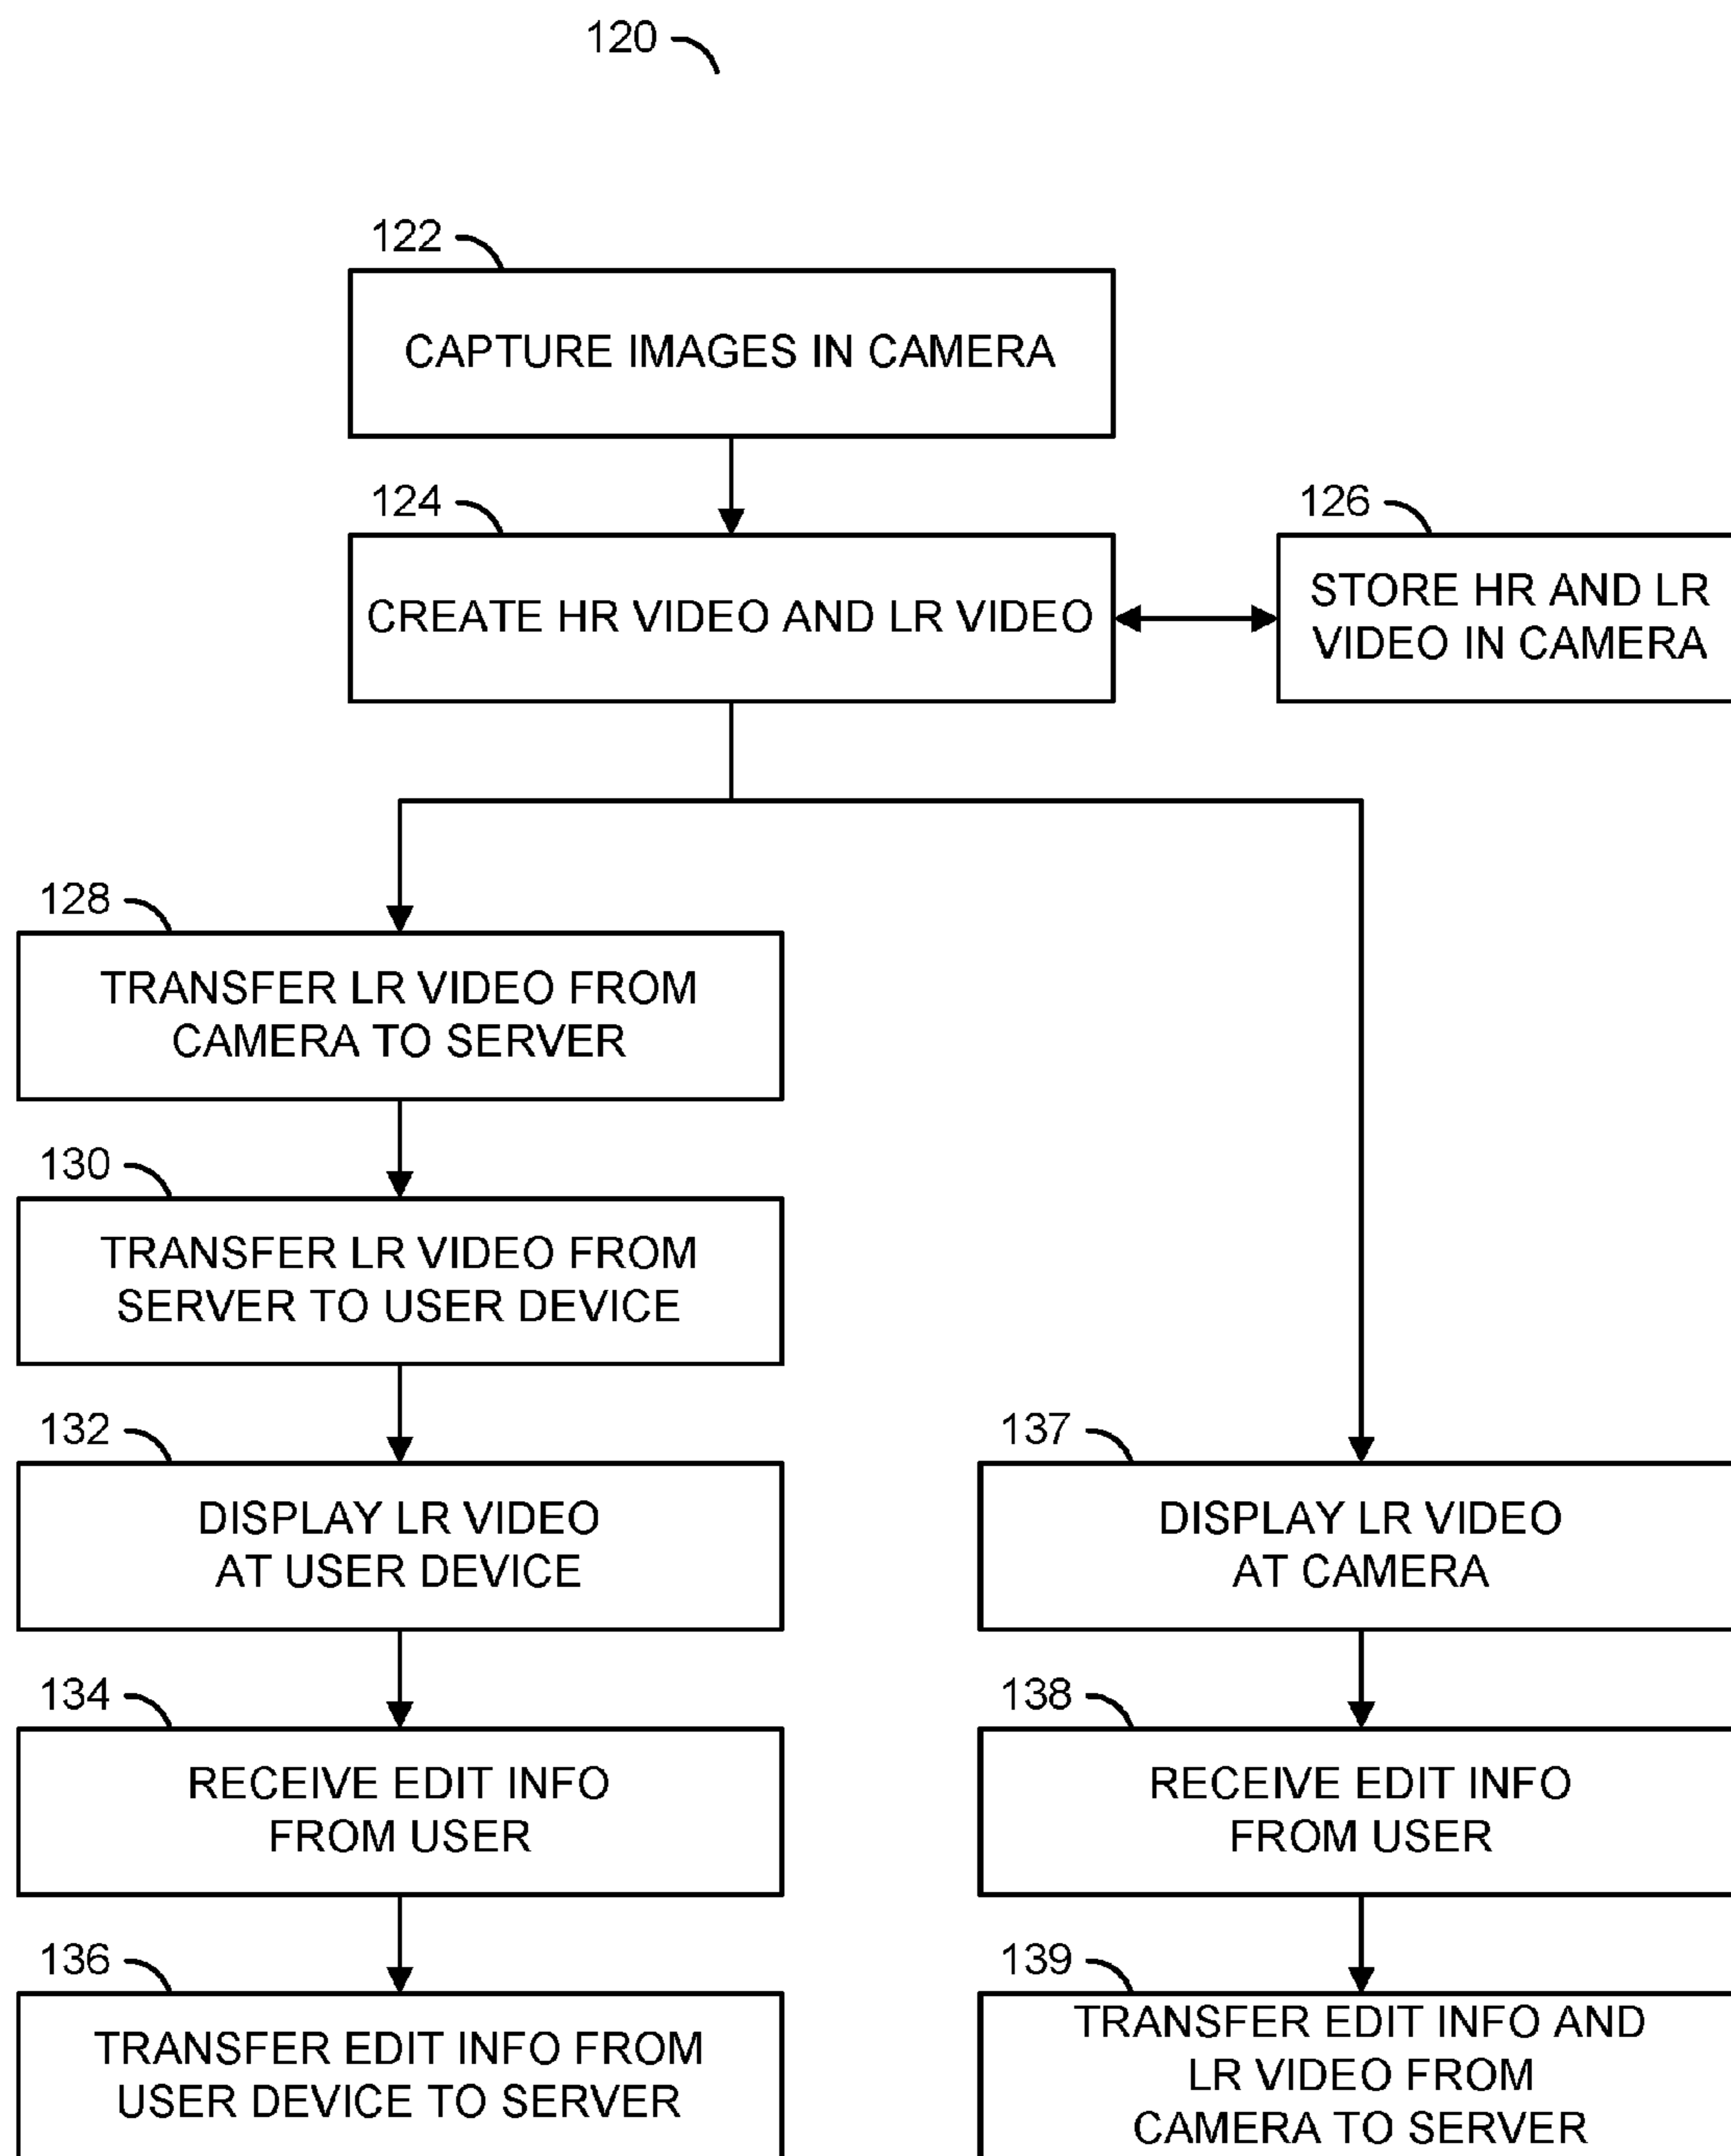 120
122
CAPTURE IMAGES IN CAMERA
124
CREATE HR VIDEO AND LR VIDEO
126
STORE HR AND LR
VIDEO IN CAMERA
128
TRANSFER LR VIDEO FROM
CAMERA TO SERVER
130
TRANSFER LR VIDEO FROM
SERVER TO USER DEVICE
132
DISPLAY LR VIDEO
AT USER DEVICE
134
RECEIVE EDIT INFO
FROM USER
136
TRANSFER EDIT INFO FROM
USER DEVICE TO SERVER
137
DISPLAY LR VIDEO
AT CAMERA
138
RECEIVE EDIT INFO
FROM USER
139
TRANSFER EDIT INFO AND
LR VIDEO FROM
CAMERA TO SERVER